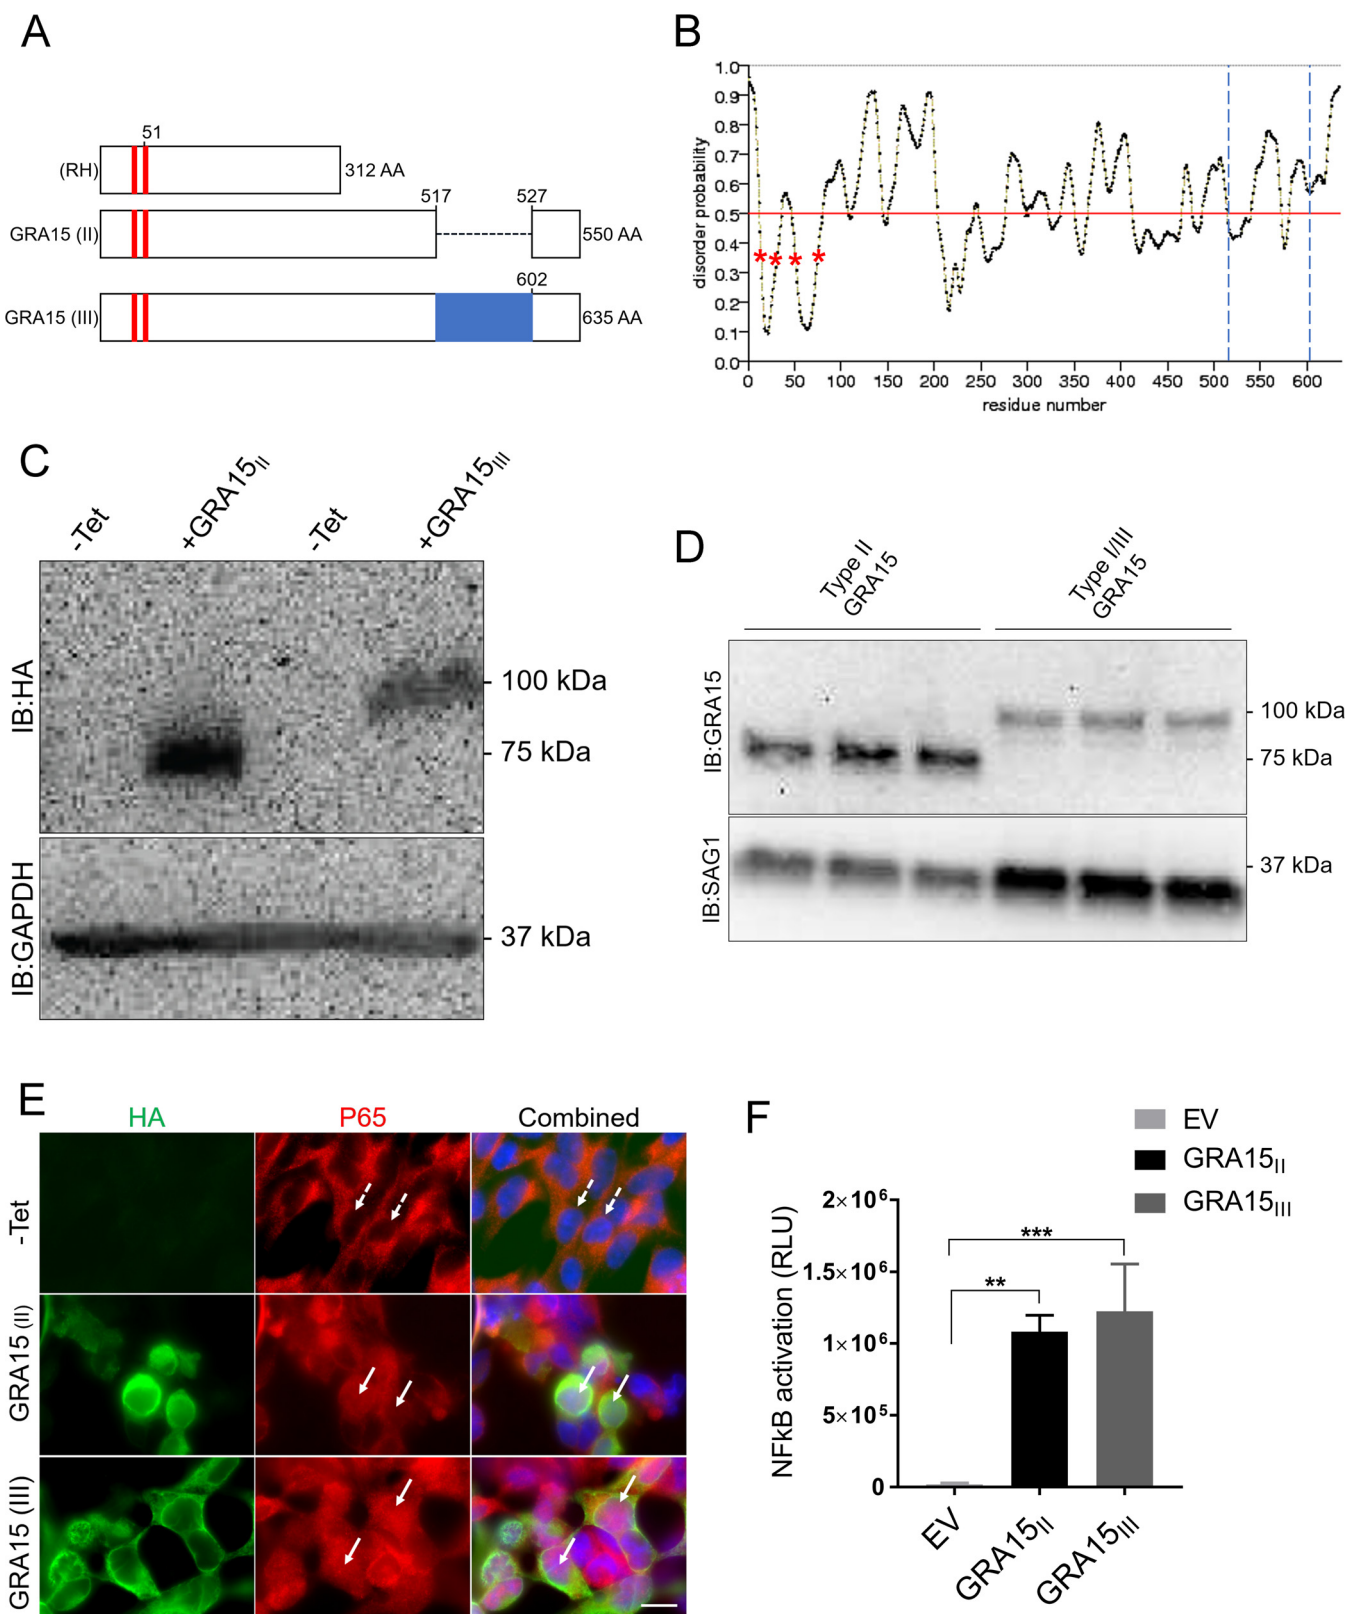 A
51
(RH)
312 AA
517
527
GRA15 (II)
550 AA
602
GRA15 (III)
635 AA
B
disorder probability
1.0
0.9
0.8
0.7
0.6
0.5
0.4
0.3
0.2
0.1
0.0
* * * *
0 50 100 150 200 250 300 350 400 450 500 550 600
residue number
C
-Tet
+GRA15II
-Tet
+GRA15III
IB:HA
100 kDa
75 kDa
IB:GAPDH
37 kDa
D
Type II
GRA15
Type I/III
GRA15
IB:GRA15
100 kDa
75 kDa
IB:SAG1
37 kDa
E
HA P65 Combined
-Tet
GRA15 (II)
GRA15 (III)
F
EV
GRA15II
GRA15III
NFkB activation (RLU)
2×10⁶
1.5×10⁶
1×10⁶
5×10⁵
0
***
**
EV
GRA15II
GRA15III